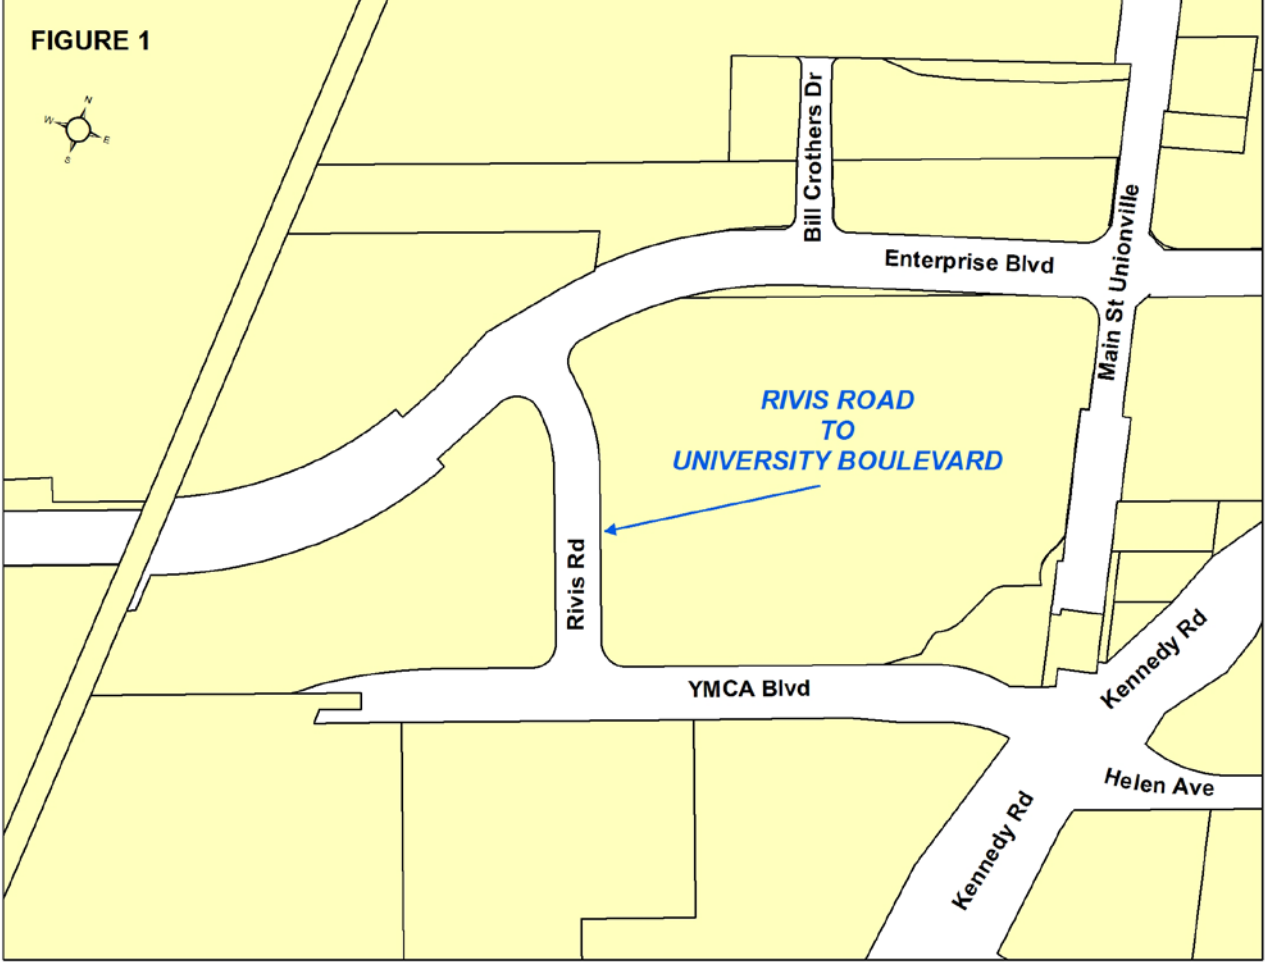 FIGURE 1
N
W
E
S
Bill Crothers Dr
Enterprise Blvd
Main St Unionville
RIVIS ROAD
TO
UNIVERSITY BOULEVARD
Rivis Rd
YMCA Blvd
Kennedy Rd
Helen Ave
Kennedy Rd